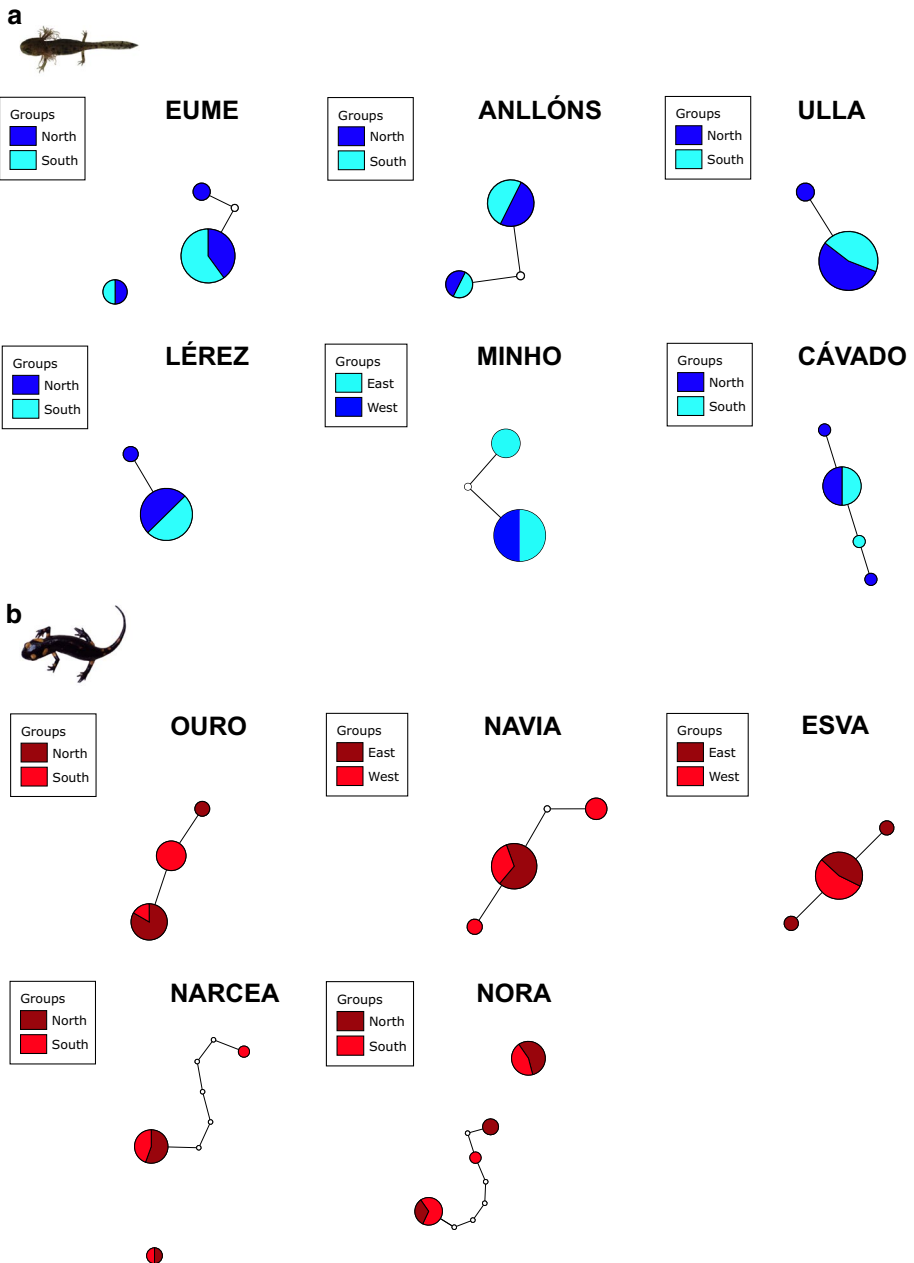 a
EUME
Groups
North
South
ANLLÓNS
Groups
North
South
ULLA
Groups
North
South
LÉREZ
Groups
North
South
MINHO
Groups
East
West
CÁVADO
Groups
North
South
b
OURO
Groups
North
South
NAVIA
Groups
East
West
ESVA
Groups
East
West
NARCEA
Groups
North
South
NORA
Groups
North
South